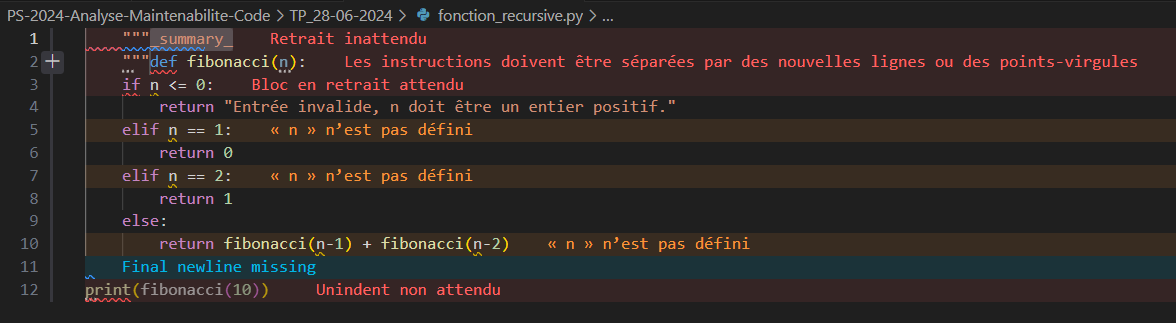 PS-2024-Analyse-Maintenabilite-Code > TP_28-06-2024 > fonction_recursive.py > ...
1 """_summary_ Retrait inattendu
2 """def fibonacci(n): Les instructions doivent être séparées par des nouvelles lignes ou des points-virgules
3 if n <= 0: Bloc en retrait attendu
4 return "Entrée invalide, n doit être un entier positif."
5 elif n == 1: « n » n’est pas défini
6 return 0
7 elif n == 2: « n » n’est pas défini
8 return 1
9 else:
10 return fibonacci(n-1) + fibonacci(n-2) « n » n’est pas défini
11 Final newline missing
12 print(fibonacci(10)) Unindent non attendu